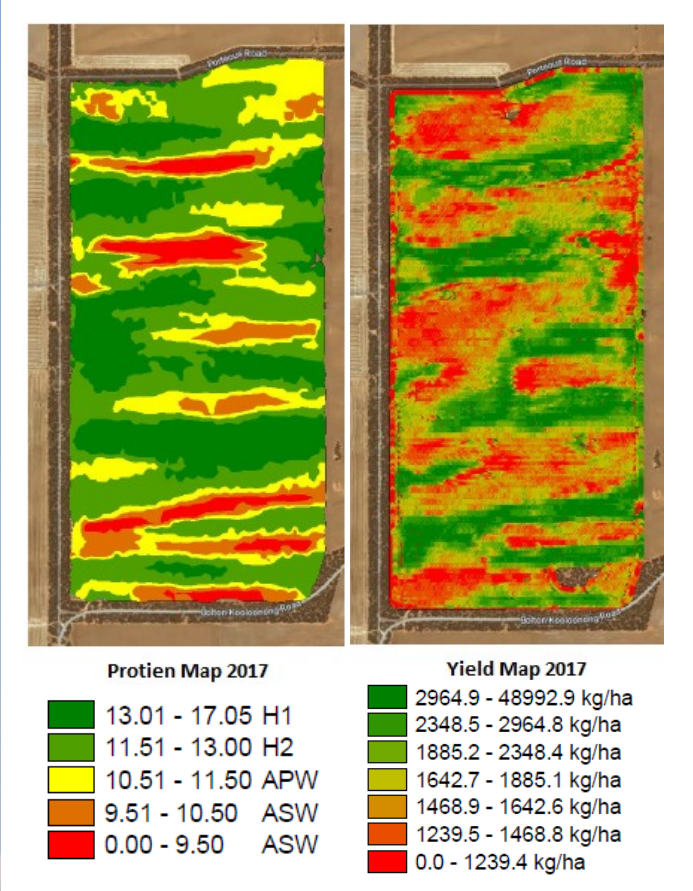 Porteous Road
Porteous Road
Bolton Kooloonong Road
Bolton Kooloonong Road
Protien Map 2017
13.01 - 17.05 H1
11.51 - 13.00 H2
10.51 - 11.50 APW
9.51 - 10.50 ASW
0.00 - 9.50 ASW
Yield Map 2017
2964.9 - 48992.9 kg/ha
2348.5 - 2964.8 kg/ha
1885.2 - 2348.4 kg/ha
1642.7 - 1885.1 kg/ha
1468.9 - 1642.6 kg/ha
1239.5 - 1468.8 kg/ha
0.0 - 1239.4 kg/ha